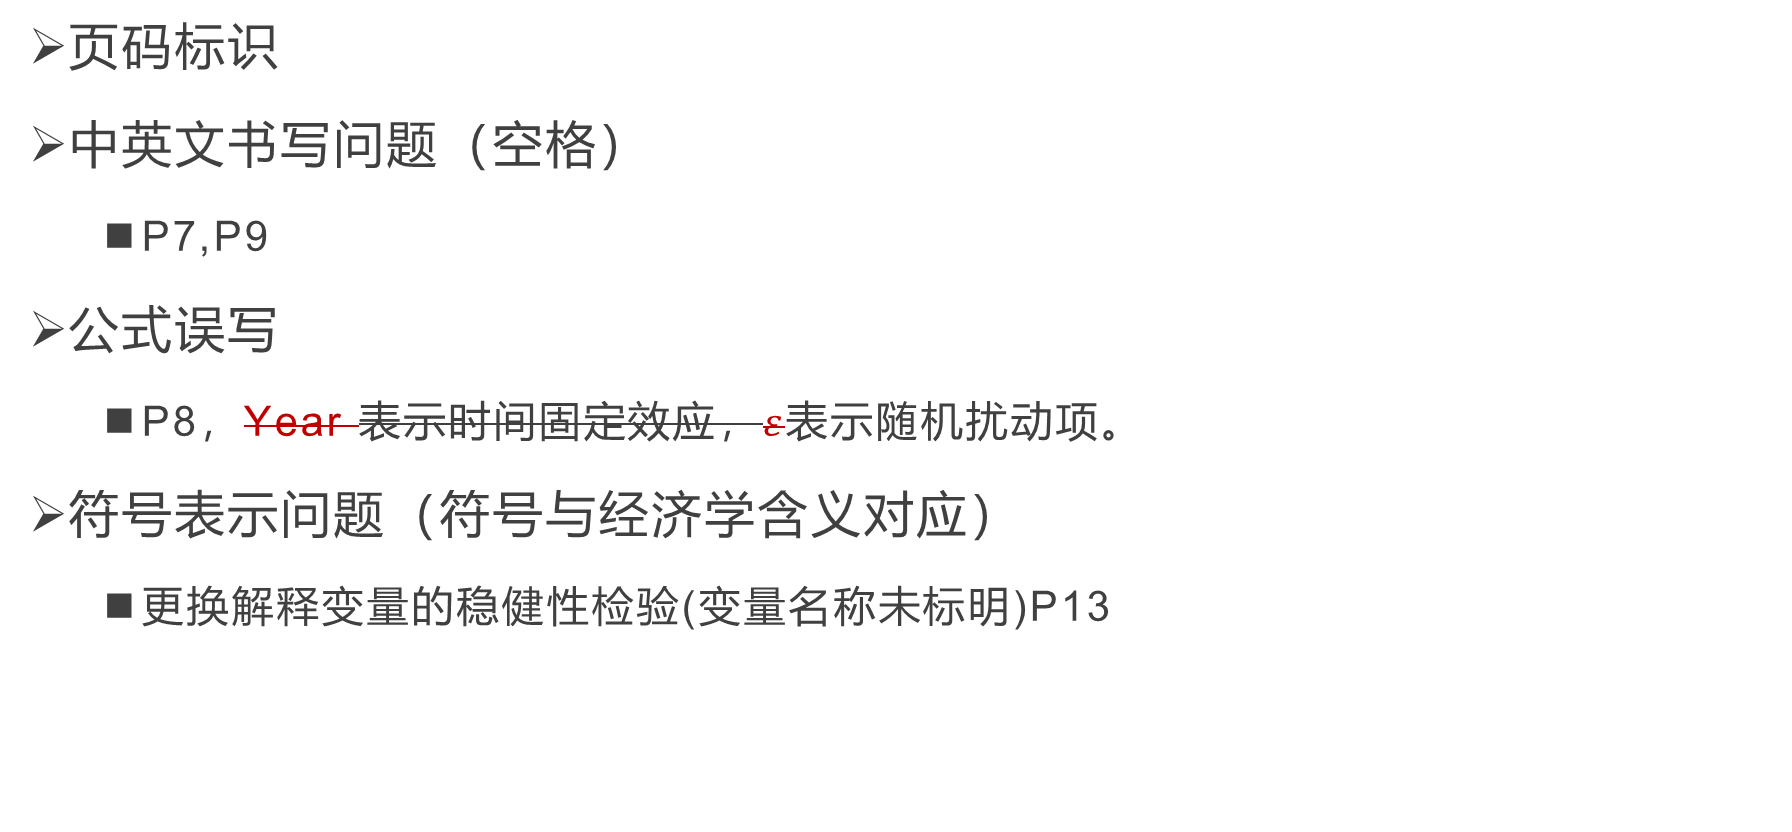 ➢页码标识
➢中英文书写问题（空格）
■P7,P9
➢公式误写
■P8，Year 表示时间固定效应，ε表示随机扰动项。
➢符号表示问题（符号与经济学含义对应）
■更换解释变量的稳健性检验(变量名称未标明)P13